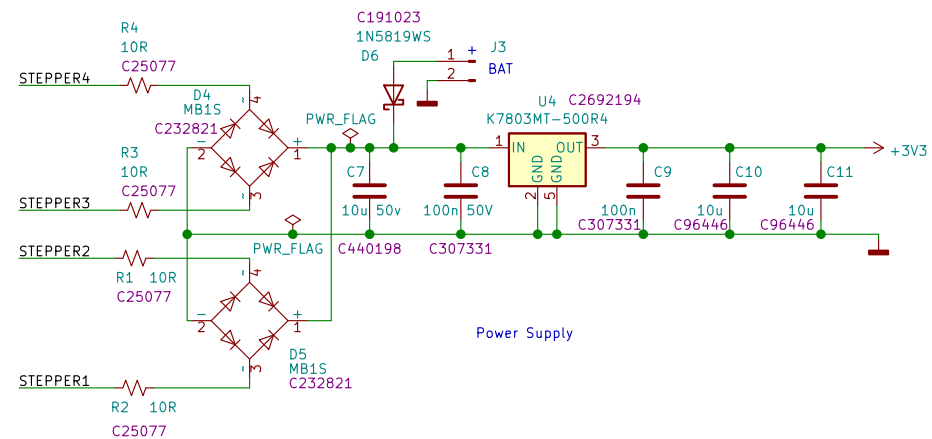 C191023
1N5819WS
D6
J3
1
+
2
BAT
R4
10R
C25077
STEPPER4
D4
MB1S
C232821
~
4
−
2
+
1
~
3
PWR_FLAG
U4
C2692194
K7803MT-500R4
1
IN
OUT
3
GND
GND
2
5
+3V3
R3
10R
C25077
STEPPER3
C7
10u 50v
C440198
C8
100n 50V
C307331
C9
100n
C307331
C10
10u
C96446
C11
10u
C96446
PWR_FLAG
STEPPER2
R1 10R
C25077
~
4
−
2
+
1
~
3
D5
MB1S
C232821
Power Supply
STEPPER1
R2 10R
C25077